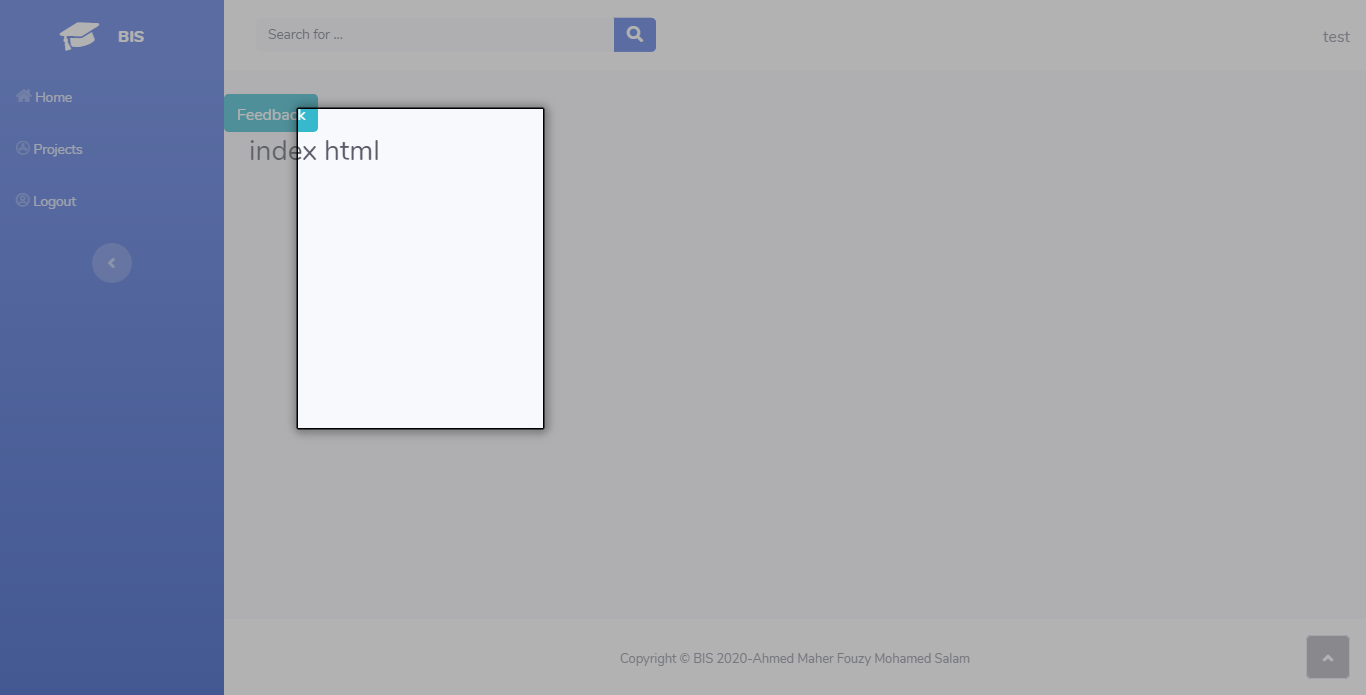 BIS
Search for ...
test
Home
Projects
Logout
Feedback
index html
Copyright © BIS 2020-Ahmed Maher Fouzy Mohamed Salam